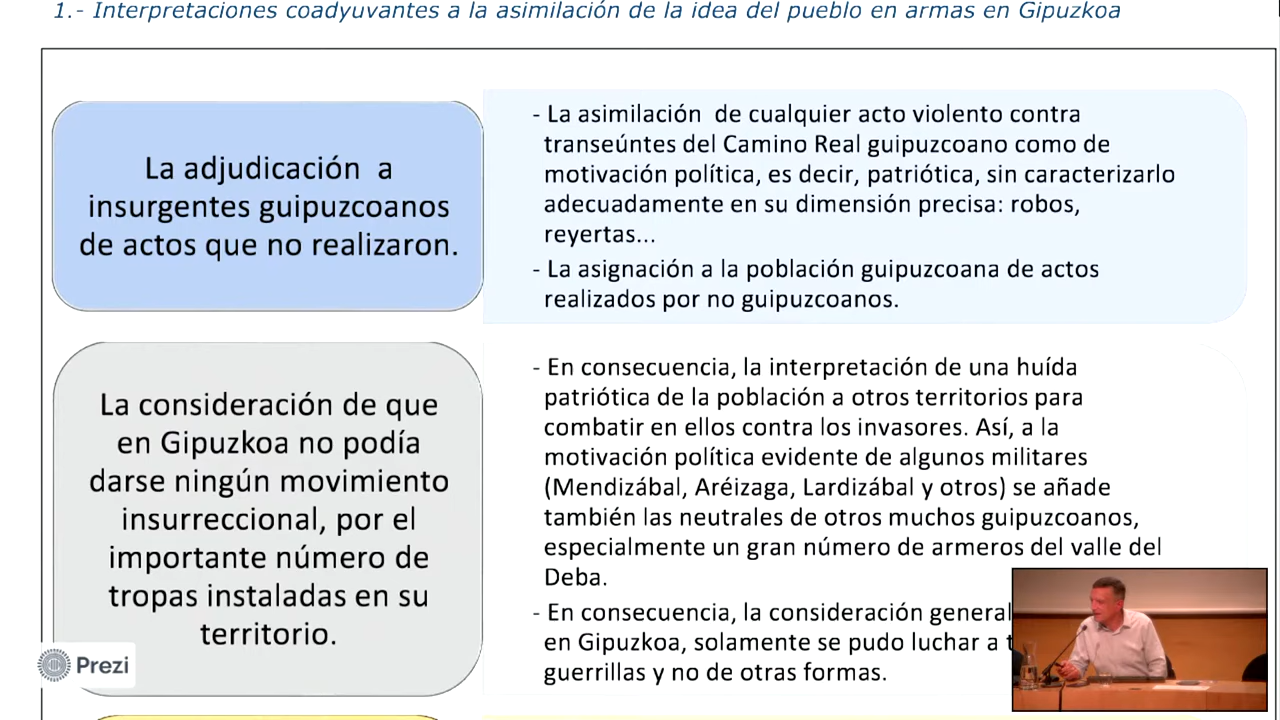 1.- Interpretaciones coadyuvantes a la asimilación de la idea del pueblo en armas en Gipuzkoa
La adjudicación a
insurgentes guipuzcoanos
de actos que no realizaron.
- La asimilación de cualquier acto violento contra
transeúntes del Camino Real guipuzcoano como de
motivación política, es decir, patriótica, sin caracterizarlo
adecuadamente en su dimensión precisa: robos,
reyertas...
- La asignación a la población guipuzcoana de actos
realizados por no guipuzcoanos.
La consideración de que
en Gipuzkoa no podía
darse ningún movimiento
insurreccional, por el
importante número de
tropas instaladas en su
territorio.
- En consecuencia, la interpretación de una huída
patriótica de la población a otros territorios para
combatir en ellos contra los invasores. Así, a la
motivación política evidente de algunos militares
(Mendizábal, Aréizaga, Lardizábal y otros) se añade
también las neutrales de otros muchos guipuzcoanos,
especialmente un gran número de armeros del valle del
Deba.
- En consecuencia, la consideración general
en Gipuzkoa, solamente se pudo luchar a
guerrillas y no de otras formas.
Prezi